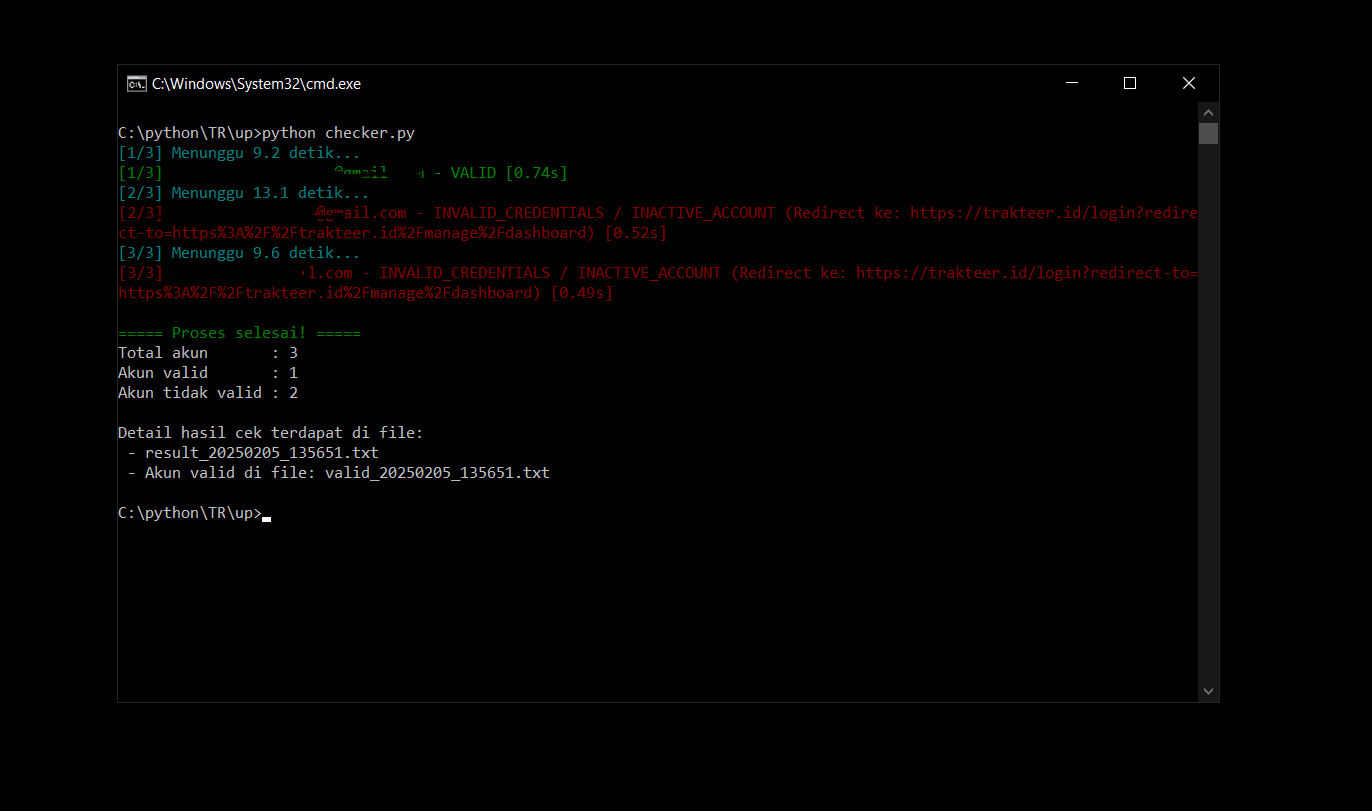 C:\Windows\System32\cmd.exe
C:\python\TR\up>python checker.py
[1/3] Menunggu 9.2 detik...
[1/3] @gmail - VALID [0.74s]
[2/3] Menunggu 13.1 detik...
[2/3] @gmail.com - INVALID_CREDENTIALS / INACTIVE_ACCOUNT (Redirect ke: https://trakteer.id/login?redire
ct-to=https%3A%2F%2Ftrakteer.id%2Fmanage%2Fdashboard) [0.52s]
[3/3] Menunggu 9.6 detik...
[3/3] l.com - INVALID_CREDENTIALS / INACTIVE_ACCOUNT (Redirect ke: https://trakteer.id/login?redirect-to=
https%3A%2F%2Ftrakteer.id%2Fmanage%2Fdashboard) [0.49s]
===== Proses selesai! =====
Total akun : 3
Akun valid : 1
Akun tidak valid : 2
Detail hasil cek terdapat di file:
- result_20250205_135651.txt
- Akun valid di file: valid_20250205_135651.txt
C:\python\TR\up>